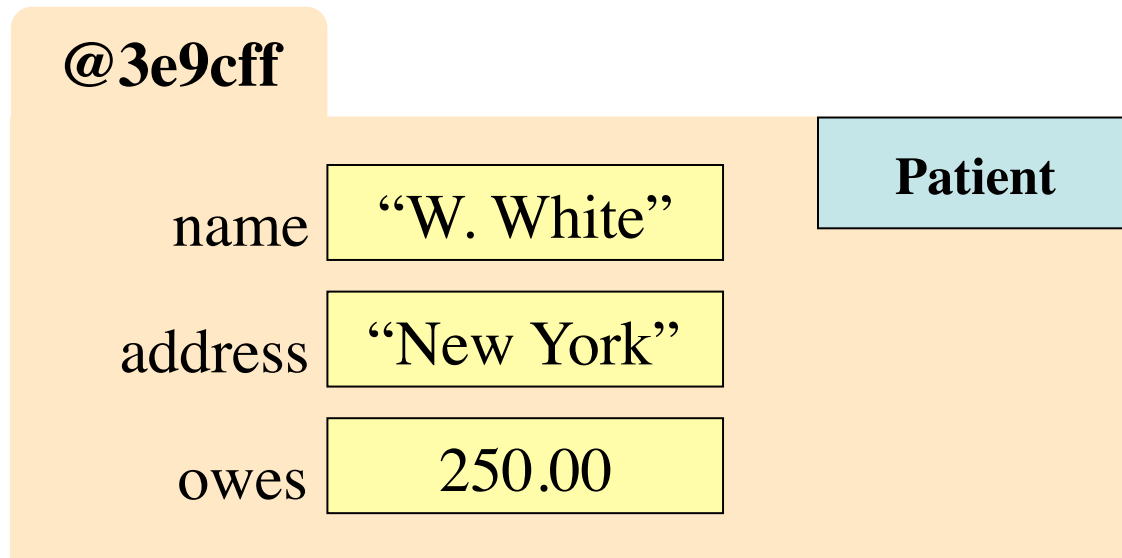 @3e9cff
Patient
name “W. White”
address “New York”
owes 250.00